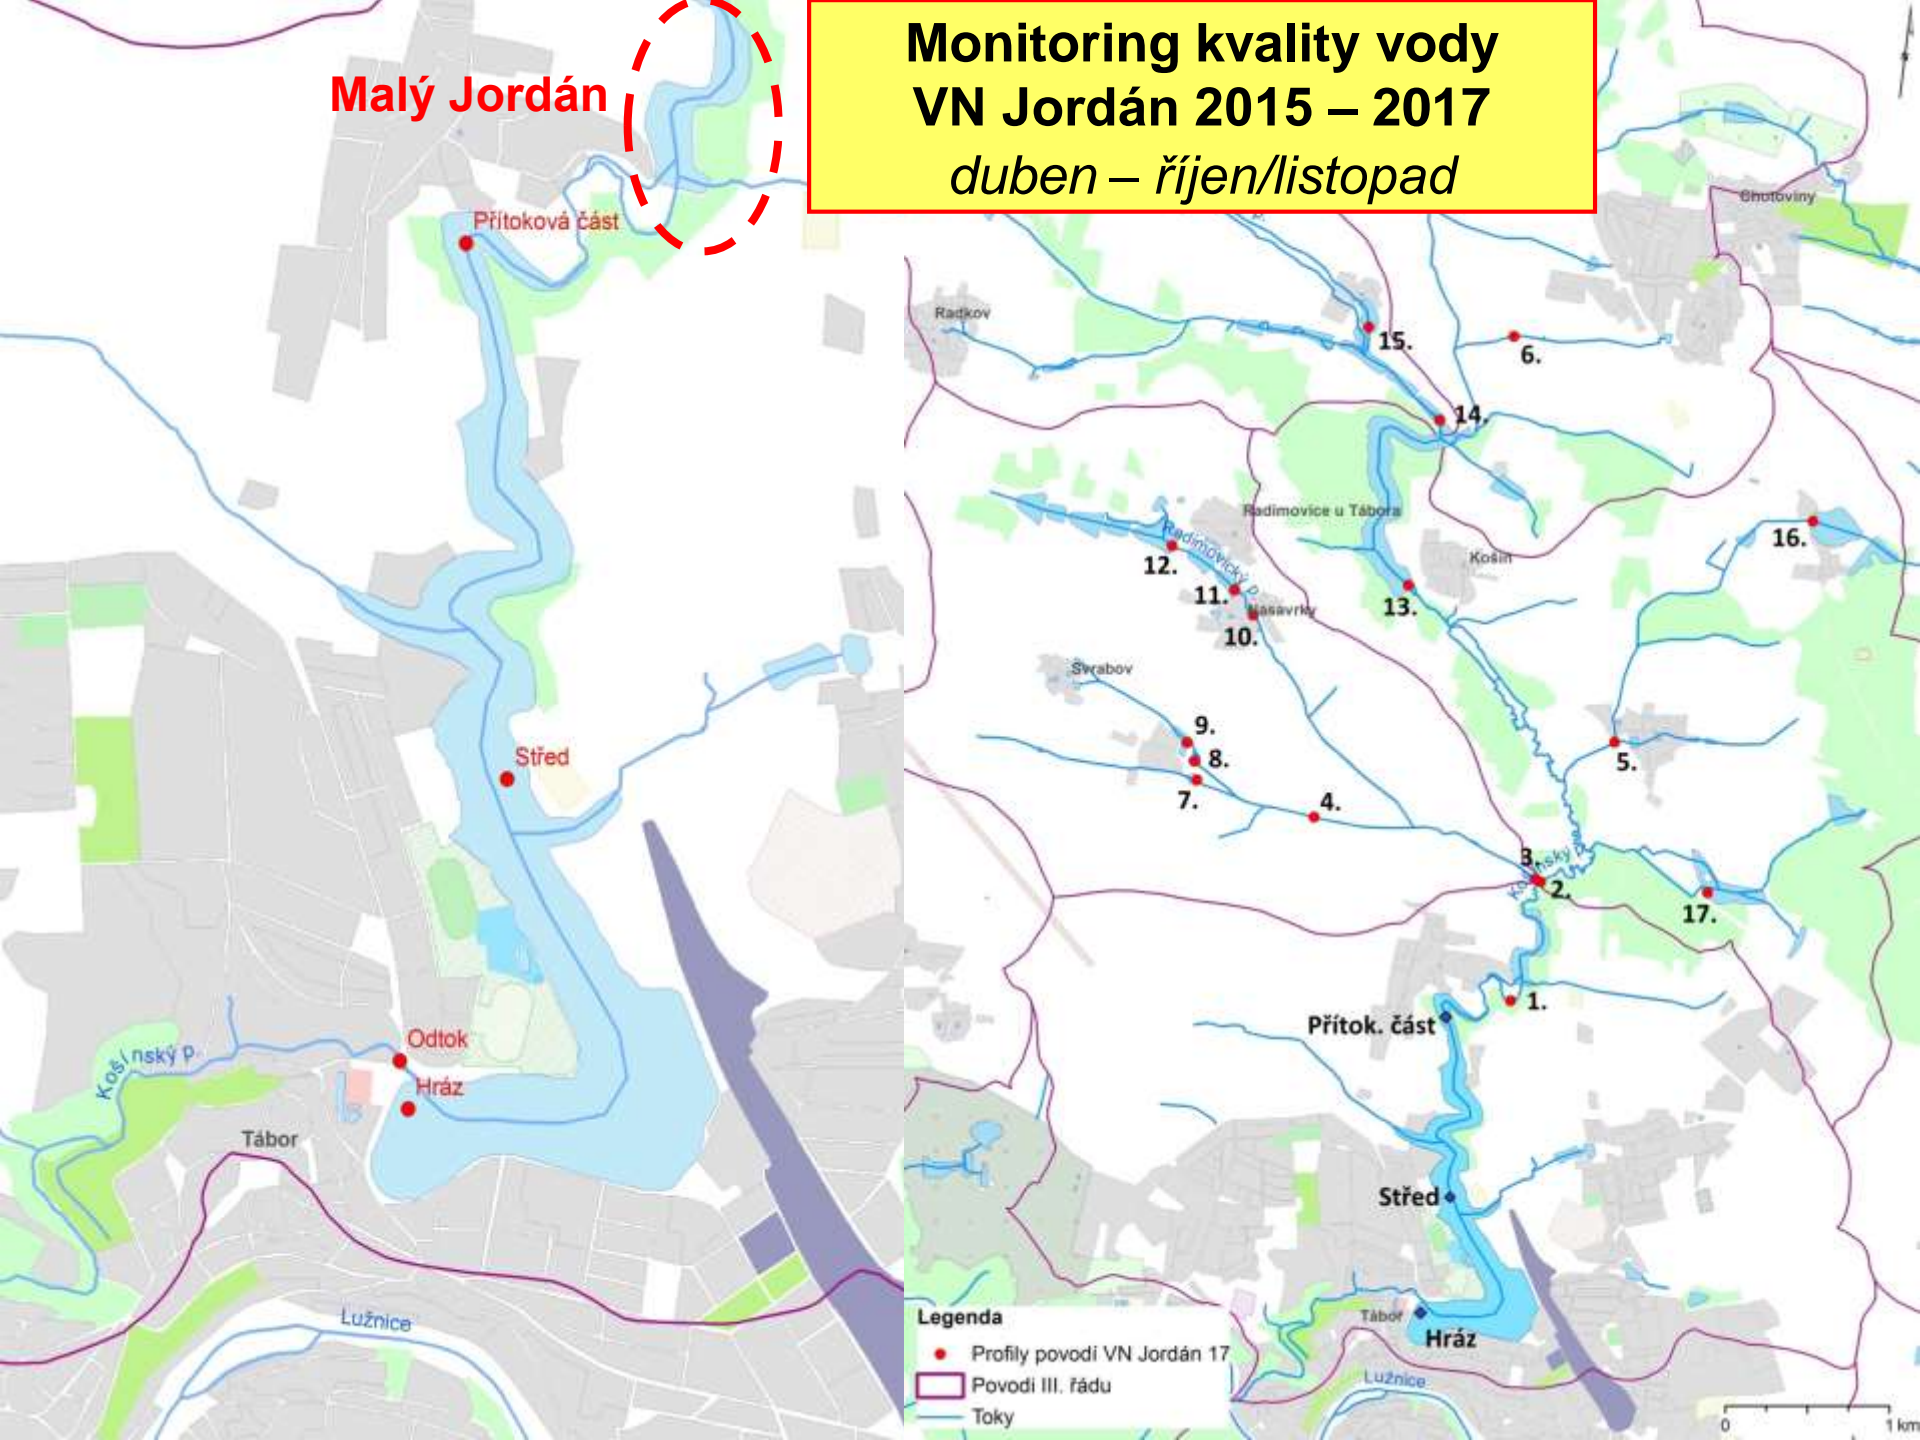 Monitoring kvality vody
VN Jordán 2015 – 2017
duben – říjen/listopad
Malý Jordán
Přítoková část
Střed
Odtok
Hráz
Košínský p.
Tábor
Lužnice
Chotoviny
Radkov
15.
6.
14.
Radimovice u Tábora
16.
Košín
Radimovický p.
12.
11.
13.
Nasavrky
10.
Svrabov
9.
8.
5.
7.
4.
3.
Košínský p.
2.
17.
1.
Přítok. část
Střed
Tábor
Hráz
Lužnice
Legenda
Profily povodí VN Jordán 17
Povodí III. řádu
Toky
0
1 km